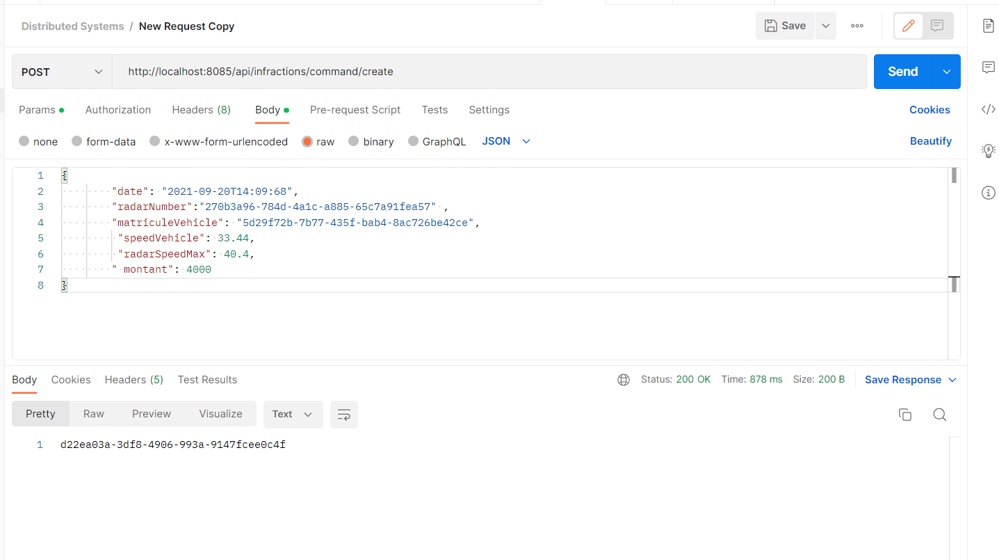 Distributed Systems / New Request Copy
Save
POST
http://localhost:8085/api/infractions/command/create
Send
Params Authorization Headers (8) Body Pre-request Script Tests Settings Cookies
none form-data x-www-form-urlencoded raw binary GraphQL JSON Beautify
1 {
2 "date": "2021-09-20T14:09:68",
3 "radarNumber":"270b3a96-784d-4a1c-a885-65c7a91fea57" ,
4 "matriculeVehicle": "5d29f72b-7b77-435f-bab4-8ac726be42ce",
5 "speedVehicle": 33.44,
6 "radarSpeedMax": 40.4,
7 " montant": 4000
8 }
Body Cookies Headers (5) Test Results Status: 200 OK Time: 878 ms Size: 200 B Save Response
Pretty Raw Preview Visualize Text
1 d22ea03a-3df8-4906-993a-9147fcee0c4f